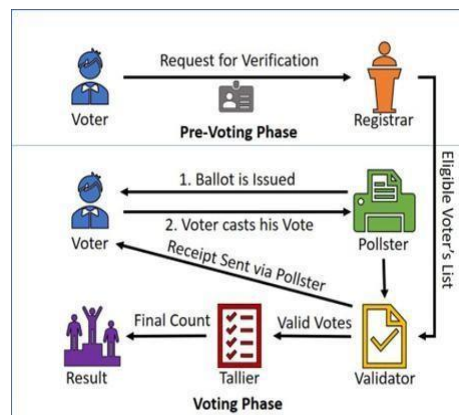 Request for Verification
Voter
Registrar
Pre-Voting Phase
Eligible Voter's List
1. Ballot is Issued
2. Voter casts his Vote
Voter
Pollster
Receipt Sent via Pollster
Final Count
Valid Votes
Result
Tallier
Validator
Voting Phase